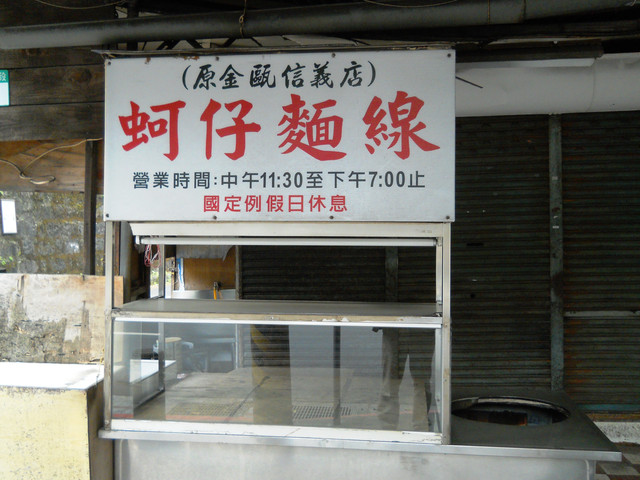 (原金甌信義店)
蚵仔麵線
營業時間:中午11:30至下午7:00止
國定例假日休息